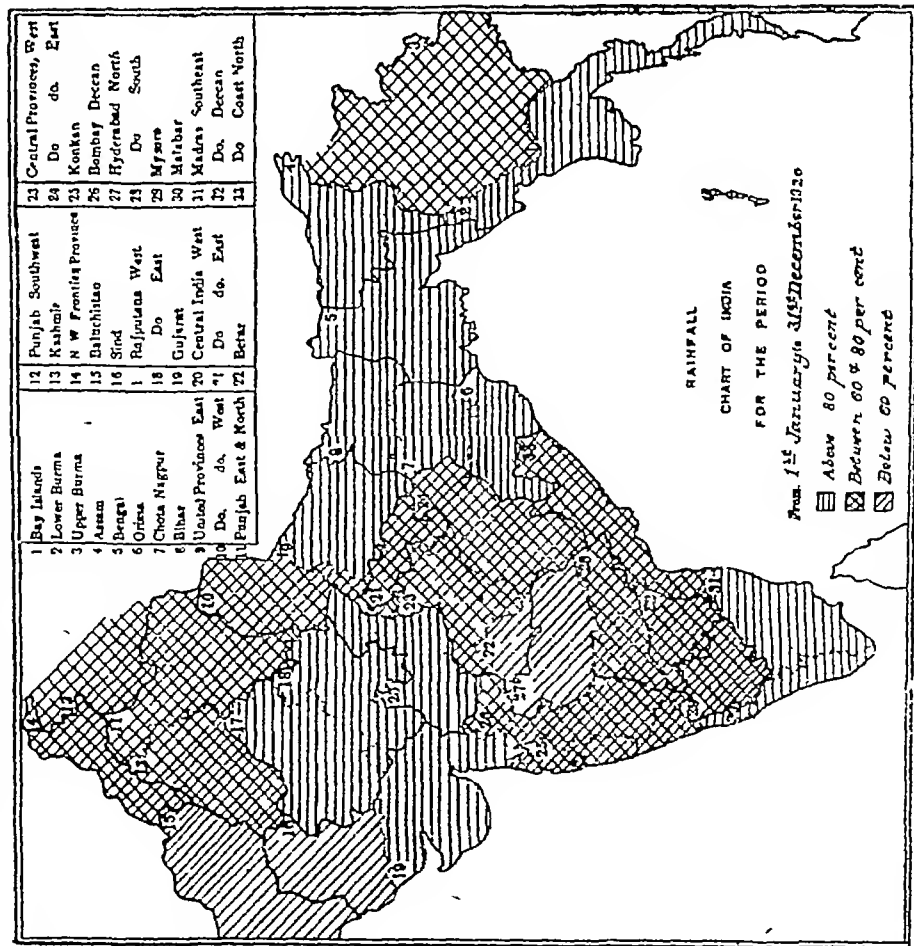 1 Bay Islands
2 Lower Burma
3 Upper Burma
4 Assam
5 Bengal
6 Orissa
7 Chota Nagpur
8 Bihar
9 United Provinces East
10 Do. do. West
11 Punjab East & North
12 Punjab Southwest
13 Kashmir
14 N W Frontier Province
15 Baluchistan
16 Sind
1 Rajputana West
18 Do East
19 Gujarat
20 Central India West
21 Do do. East
22 Berar
23 Central Provinces, West
24 Do do. East
25 Konkan
26 Bombay Deccan
27 Hyderabad North
28 Do South
29 Mysore
30 Malabar
31 Madras Southeast
32 Do. Deccan
33 Do Coast North
RAINFALL
CHART OF INDIA
FOR THE PERIOD
From 1st January to 31st December 1920
Above 80 percent
Between 60 & 80 per cent
Below 60 percent